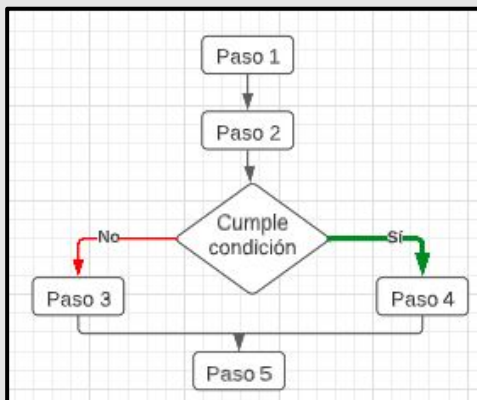 Paso 1
Paso 2
Cumple
condición
No
Sí
Paso 3
Paso 4
Paso 5